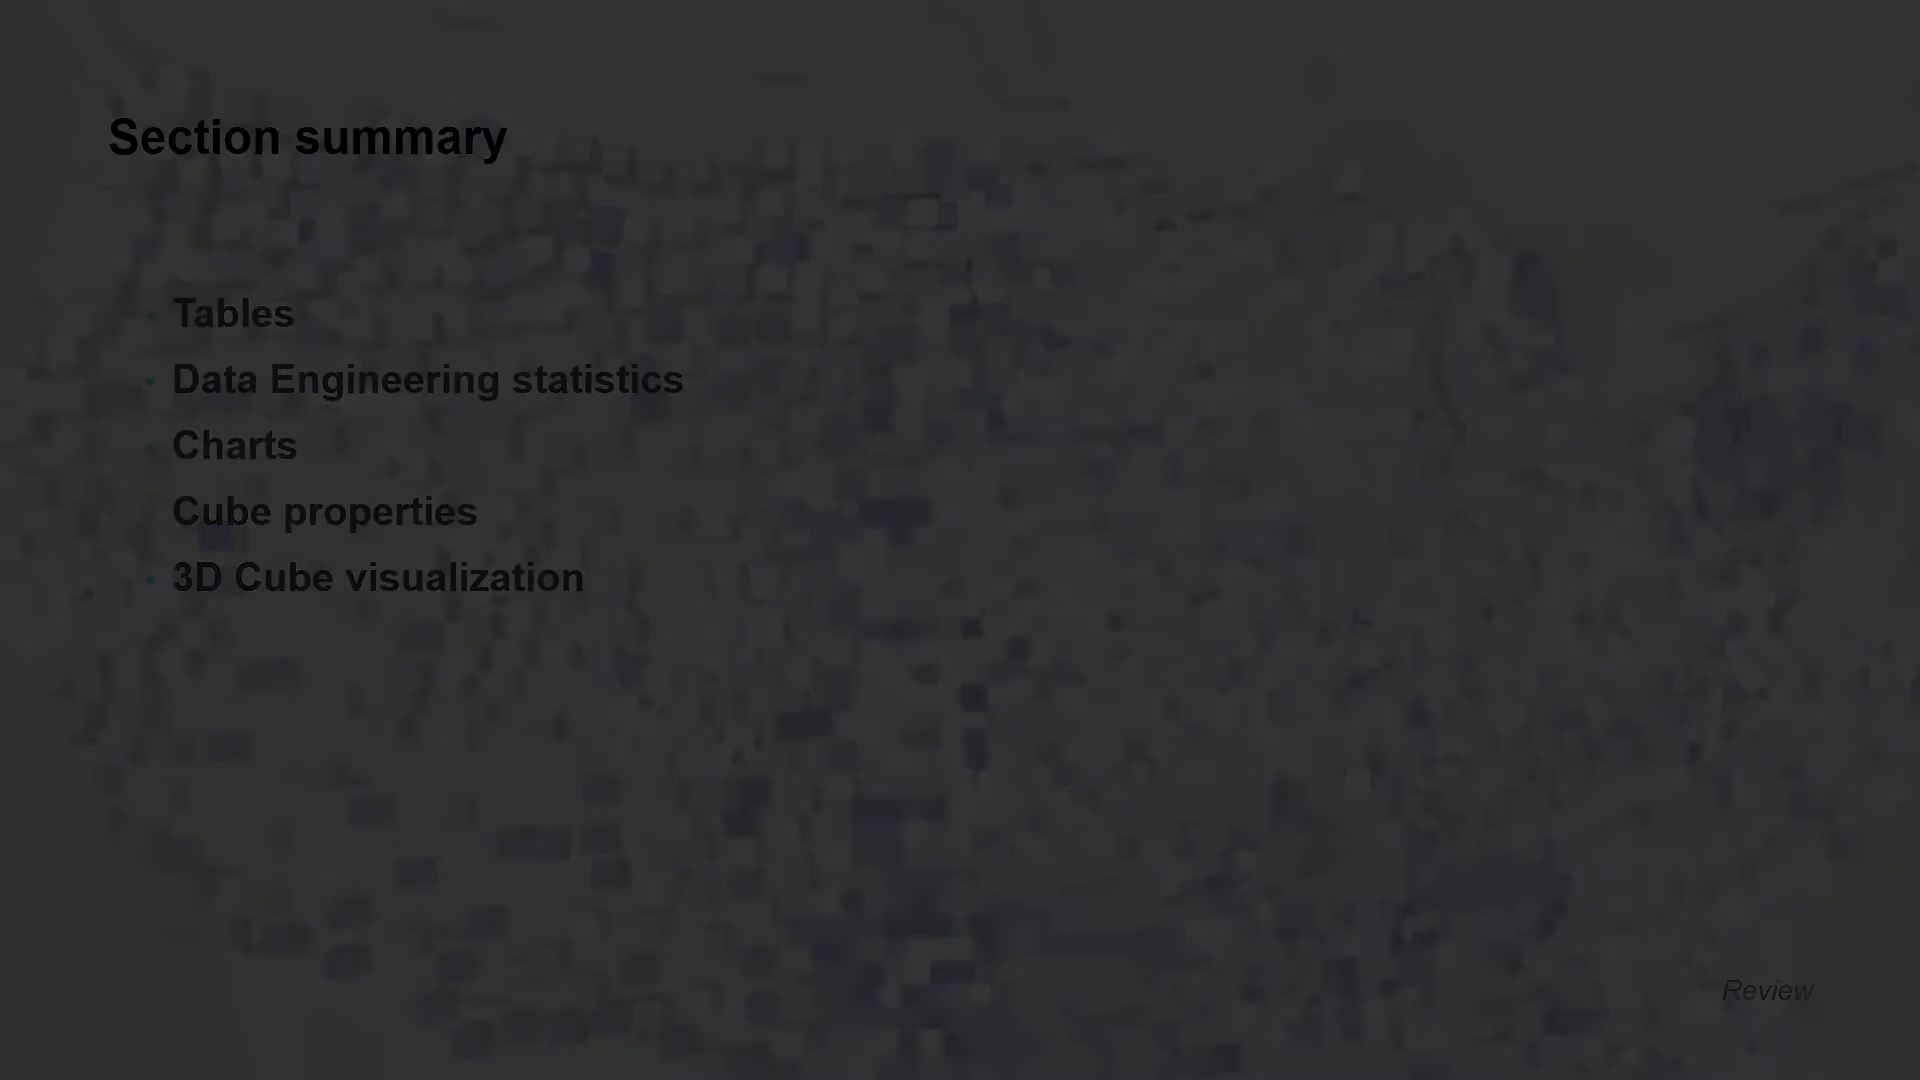 Section summary
Tables
Data Engineering statistics
Charts
Cube properties
3D Cube visualization
Review